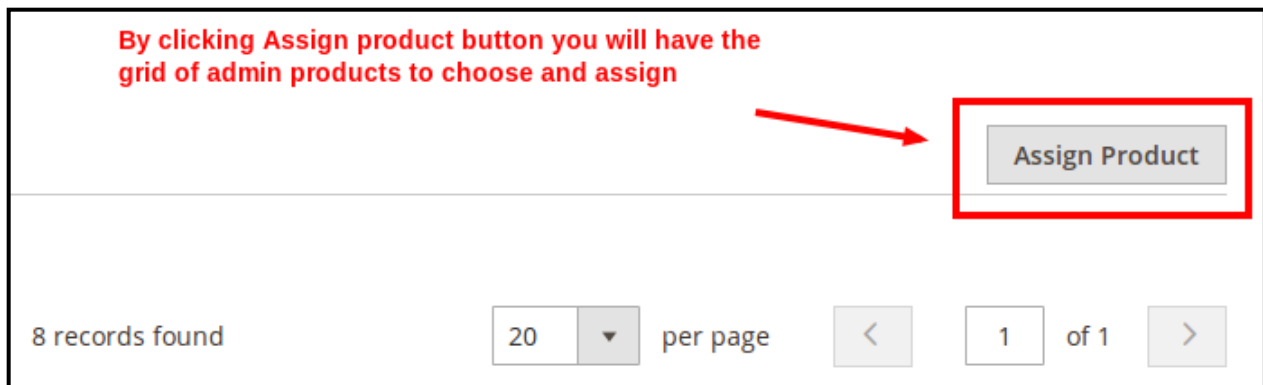 By clicking Assign product button you will have the
grid of admin products to choose and assign
Assign Product
8 records found 20 per page 1 of 1